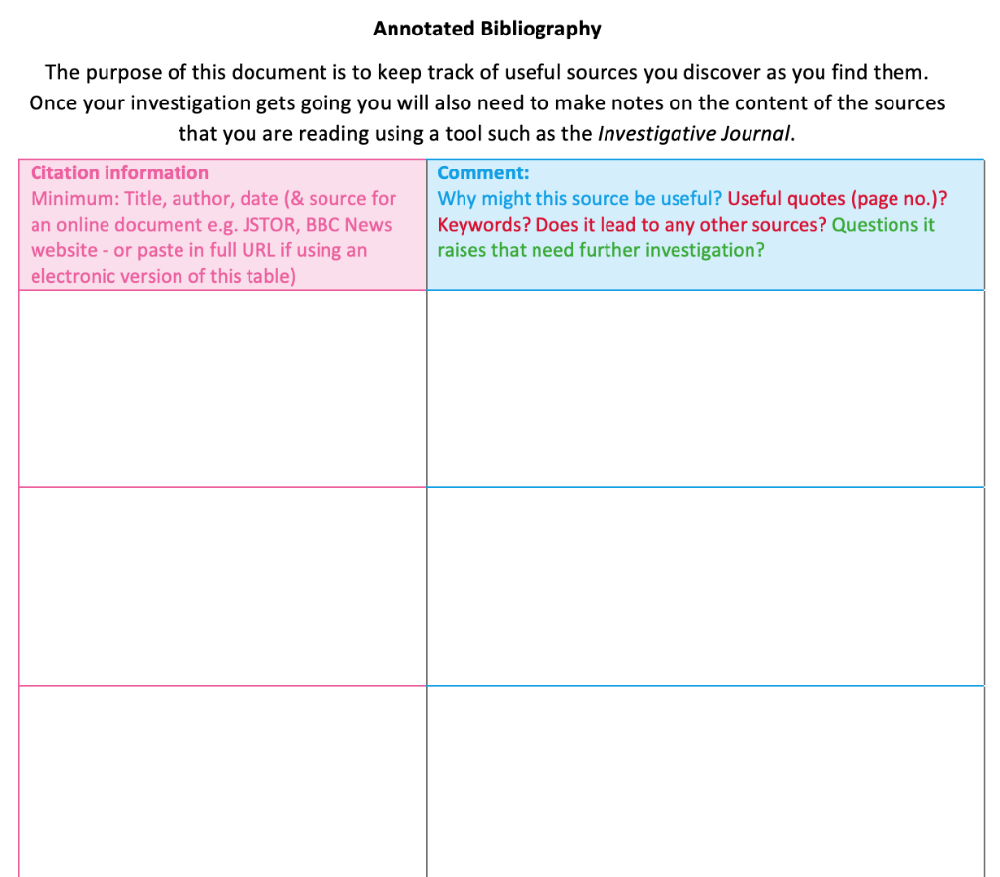 Annotated Bibliography
The purpose of this document is to keep track of useful sources you discover as you find them.
Once your investigation gets going you will also need to make notes on the content of the sources
that you are reading using a tool such as the Investigative Journal.
Citation information
Minimum: Title, author, date (& source for
an online document e.g. JSTOR, BBC News
website - or paste in full URL if using an
electronic version of this table)
Comment:
Why might this source be useful? Useful quotes (page no.)?
Keywords? Does it lead to any other sources? Questions it
raises that need further investigation?